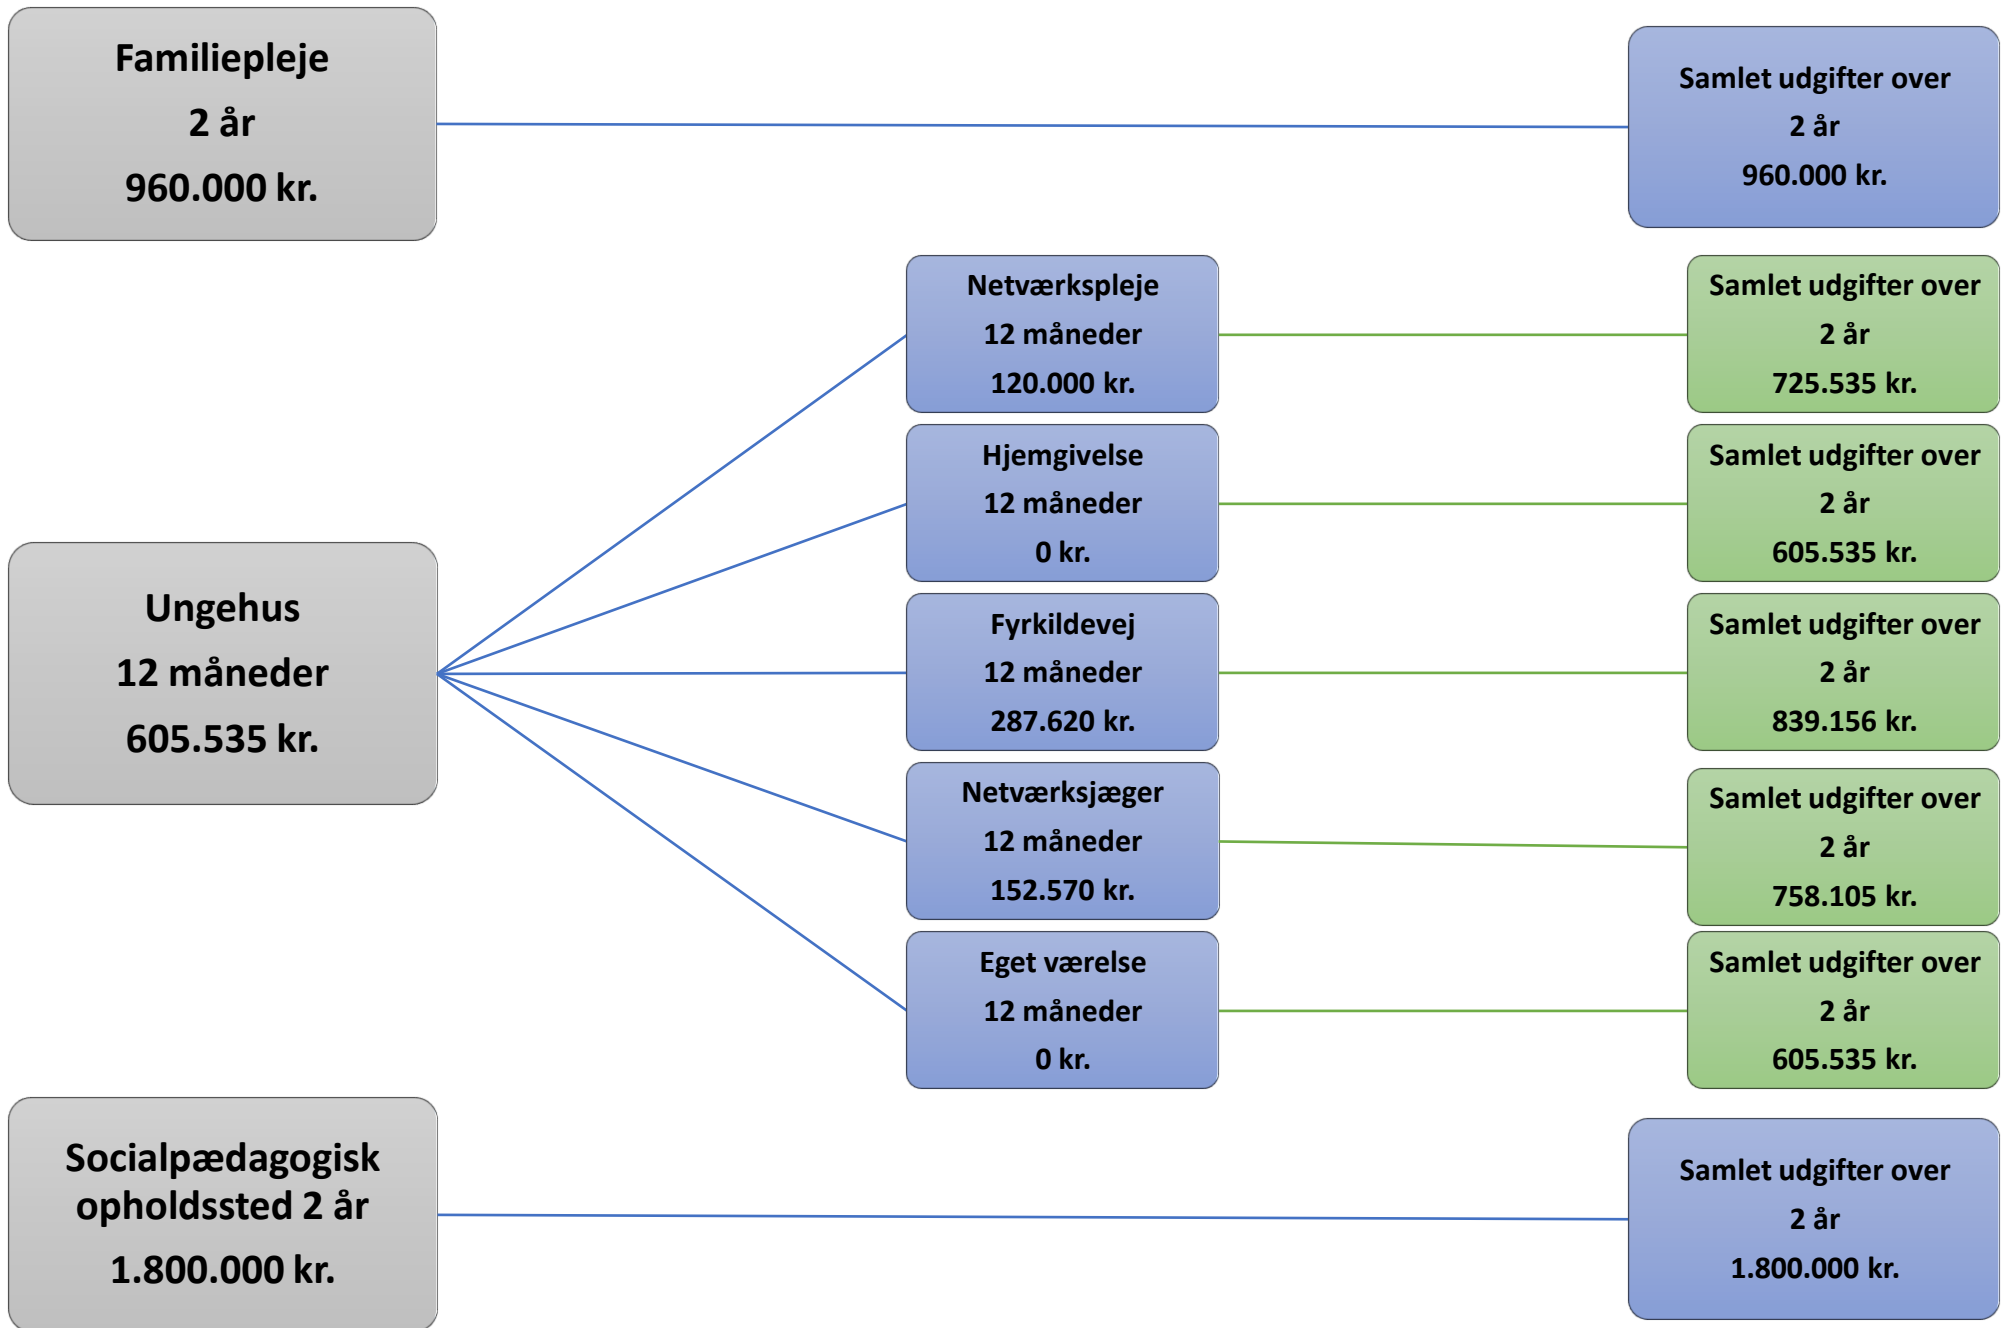 Familiepleje
2 år
960.000 kr.
Samlet udgifter over
2 år
960.000 kr.
Ungehus
12 måneder
605.535 kr.
Netværkspleje
12 måneder
120.000 kr.
Samlet udgifter over
2 år
725.535 kr.
Hjemgivelse
12 måneder
0 kr.
Samlet udgifter over
2 år
605.535 kr.
Fyrkildevej
12 måneder
287.620 kr.
Samlet udgifter over
2 år
839.156 kr.
Netværksjæger
12 måneder
152.570 kr.
Samlet udgifter over
2 år
758.105 kr.
Eget værelse
12 måneder
0 kr.
Samlet udgifter over
2 år
605.535 kr.
Socialpædagogisk
opholdssted 2 år
1.800.000 kr.
Samlet udgifter over
2 år
1.800.000 kr.